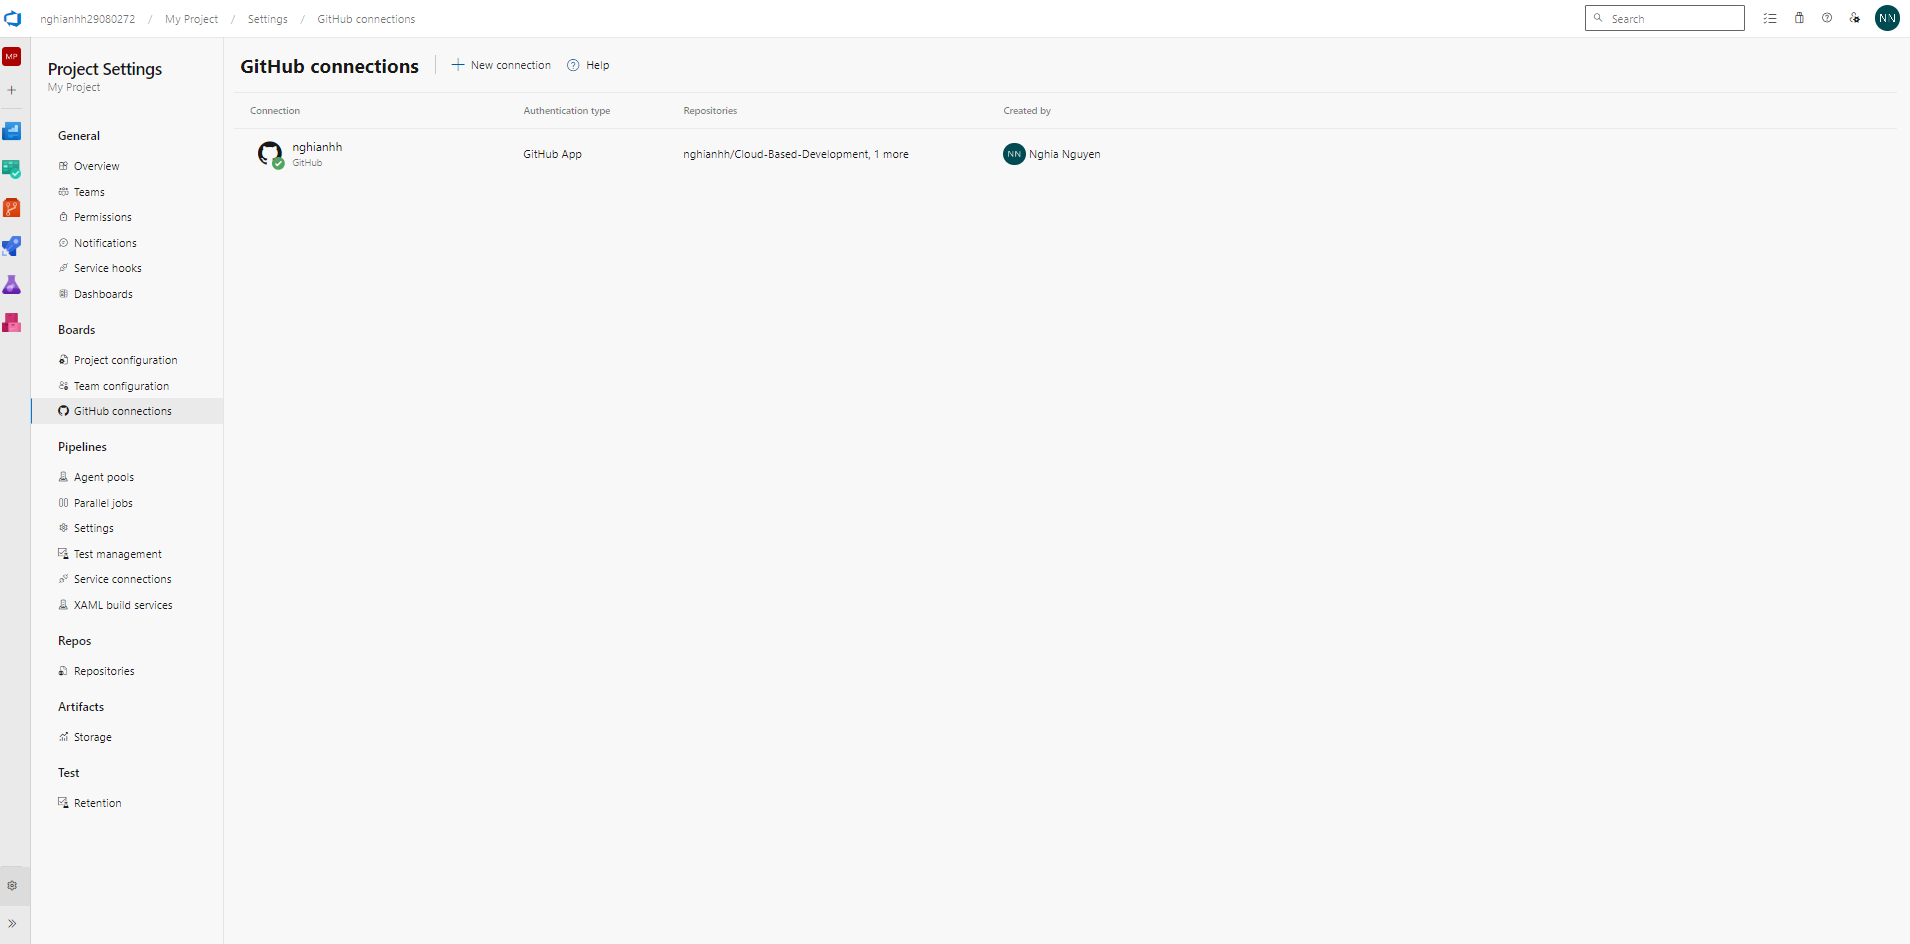 nghianhh29080272 / My Project / Settings / GitHub connections
Search
NN
MP
Project Settings
My Project
General
Overview
Teams
Permissions
Notifications
Service hooks
Dashboards
Boards
Project configuration
Team configuration
GitHub connections
Pipelines
Agent pools
Parallel jobs
Settings
Test management
Service connections
XAML build services
Repos
Repositories
Artifacts
Storage
Test
Retention
GitHub connections
New connection
Help
Connection Authentication type Repositories Created by
nghianhh
GitHub
GitHub App
nghianhh/Cloud-Based-Development, 1 more
NN Nghia Nguyen